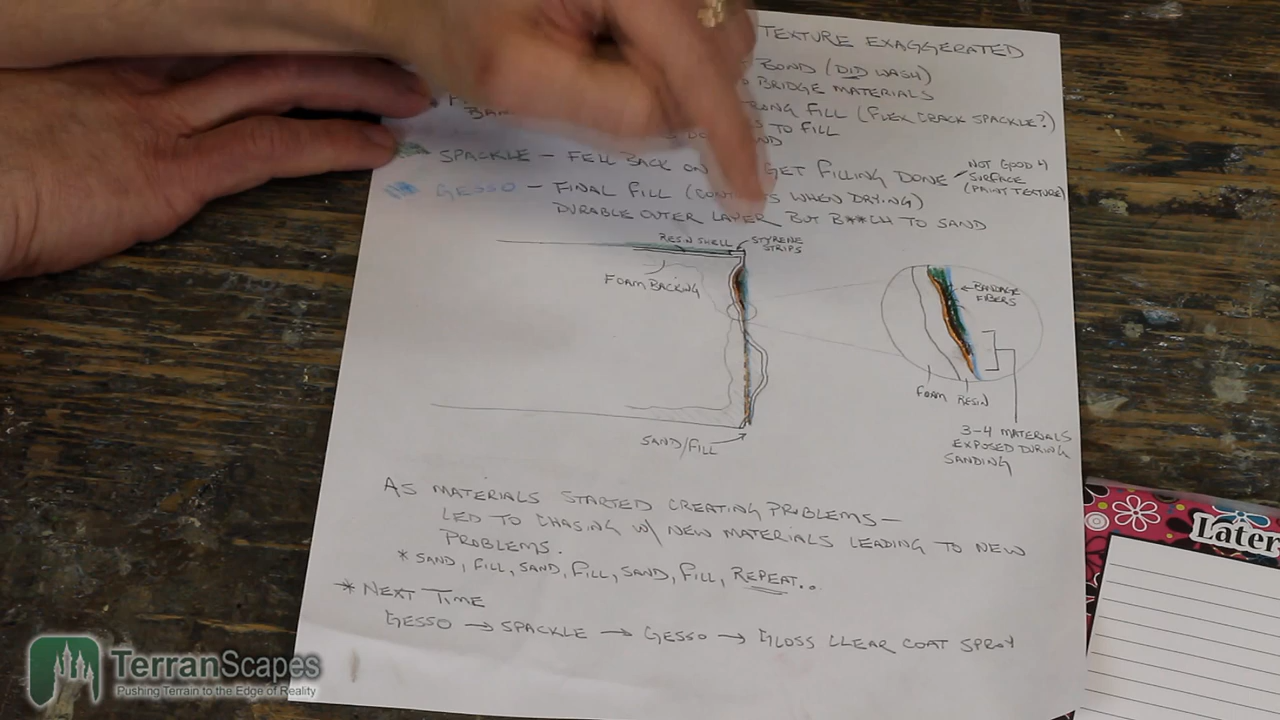 TEXTURE EXAGGERATED
BOND (DID WASH)
BRIDGE MATERIALS
FILL (FLEX CRACK SPACKLE?)
TO FILL
SPACKLE - FELL BACK ON GET FILLING DONE
NOT GOOD 4
SURFACE
(PAINT TEXTURE)
GESSO - FINAL FILL WHEN DRYING)
DURABLE OUTER LAYER BUT B**CH TO SAND
RESIN SHELL
STYRENE
STRIPS
FOAM BACKING
BANDAGE
FIBERS
FOAM RESIN
SAND/FILL
3-4 MATERIALS
EXPOSED DURING
SANDING
AS MATERIALS STARTED CREATING PROBLEMS-
LED TO CHASING W/ NEW MATERIALS LEADING TO NEW
PROBLEMS.
* SAND, FILL, SAND, FILL, SAND, FILL, REPEAT..
* NEXT TIME
GESSO → SPACKLE → GESSO → GLOSS CLEAR COAT SPRAY
Later
TerranScapes
Pushing Terrain to the Edge of Reality